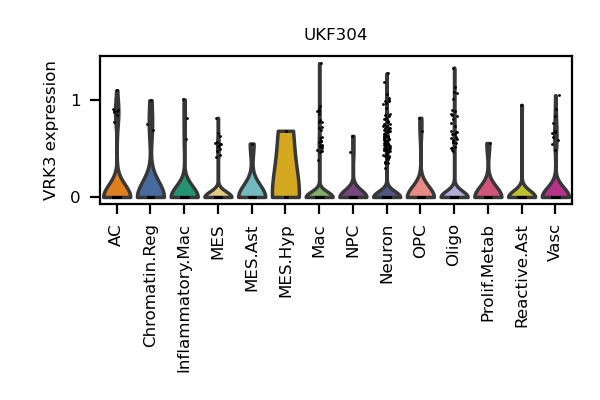 UKF304
VRK3 expression
1
0
AC
Chromatin.Reg
Inflammatory.Mac
MES
MES.Ast
MES.Hyp
Mac
NPC
Neuron
OPC
Oligo
Prolif.Metab
Reactive.Ast
Vasc